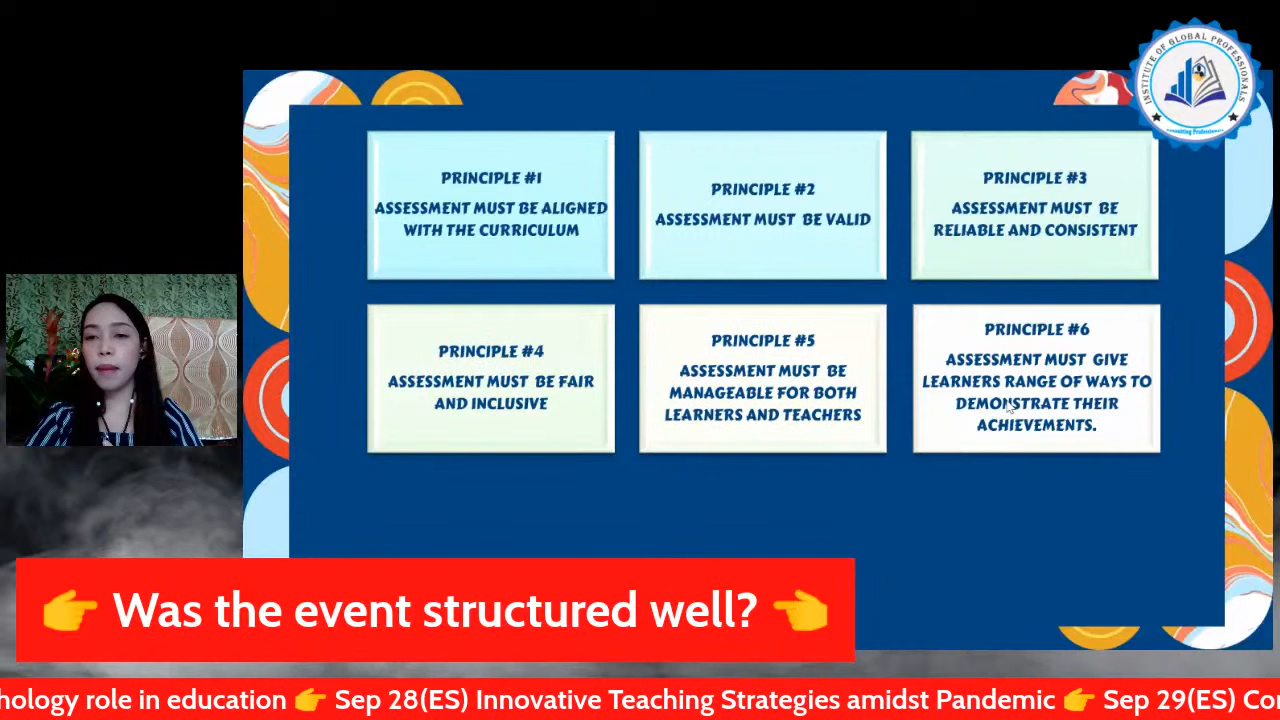 INSTITUTE OF GLOBAL PROFESSIONALS
Consulting Professionals
PRINCIPLE #1
ASSESSMENT MUST BE ALIGNED
WITH THE CURRICULUM
PRINCIPLE #2
ASSESSMENT MUST BE VALID
PRINCIPLE #3
ASSESSMENT MUST BE
RELIABLE AND CONSISTENT
PRINCIPLE #4
ASSESSMENT MUST BE FAIR
AND INCLUSIVE
PRINCIPLE #5
ASSESSMENT MUST BE
MANAGEABLE FOR BOTH
LEARNERS AND TEACHERS
PRINCIPLE #6
ASSESSMENT MUST GIVE
LEARNERS RANGE OF WAYS TO
DEMONSTRATE THEIR
ACHIEVEMENTS.
👉 Was the event structured well? 👈
hology role in education 👉 Sep 28(ES) Innovative Teaching Strategies amidst Pandemic 👉 Sep 29(ES) Co